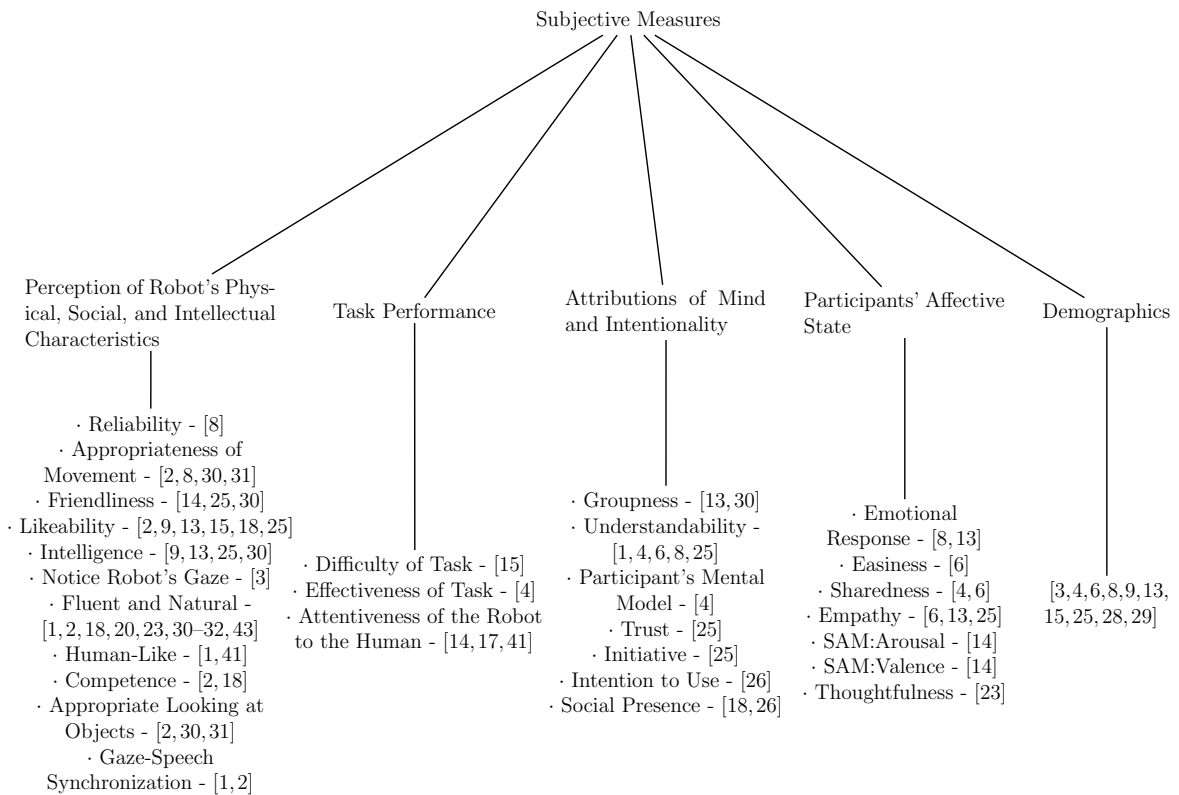 Subjective Measures
Perception of Robot's Phys-
ical, Social, and Intellectual
Characteristics
· Reliability - [8]
· Appropriateness of
Movement - [2, 8, 30, 31]
· Friendliness - [14, 25, 30]
· Likeability - [2, 9, 13, 15, 18, 25]
· Intelligence - [9, 13, 25, 30]
· Notice Robot's Gaze - [3]
· Fluent and Natural -
[1, 2, 18, 20, 23, 30–32, 43]
· Human-Like - [1, 41]
· Competence - [2, 18]
· Appropriate Looking at
Objects - [2, 30, 31]
· Gaze-Speech
Synchronization - [1, 2]
Task Performance
· Difficulty of Task - [15]
· Effectiveness of Task - [4]
· Attentiveness of the Robot
to the Human - [14, 17, 41]
Attributions of Mind
and Intentionality
· Groupness - [13, 30]
· Understandability -
[1, 4, 6, 8, 25]
· Participant's Mental
Model - [4]
· Trust - [25]
· Initiative - [25]
· Intention to Use - [26]
· Social Presence - [18, 26]
Participants' Affective
State
· Emotional
Response - [8, 13]
· Easiness - [6]
· Sharedness - [4, 6]
· Empathy - [6, 13, 25]
· SAM:Arousal - [14]
· SAM:Valence - [14]
· Thoughtfulness - [23]
Demographics
[3, 4, 6, 8, 9, 13,
15, 25, 28, 29]